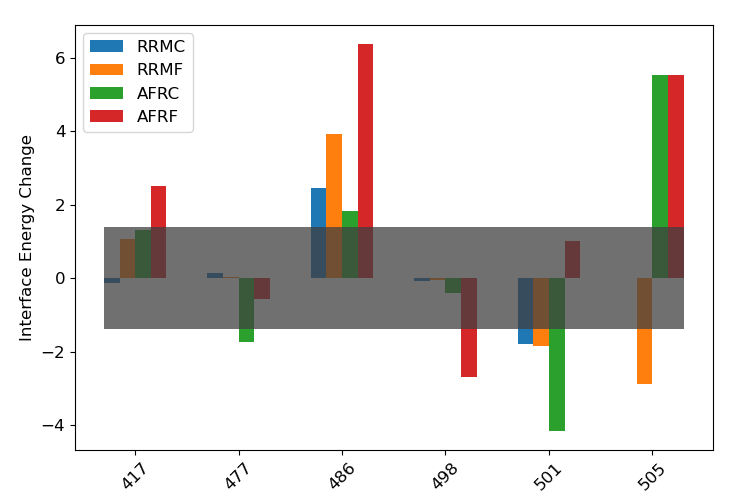 RRMC
RRMF
AFRC
AFRF
Interface Energy Change
6
4
2
0
−2
−4
417
477
486
498
501
505